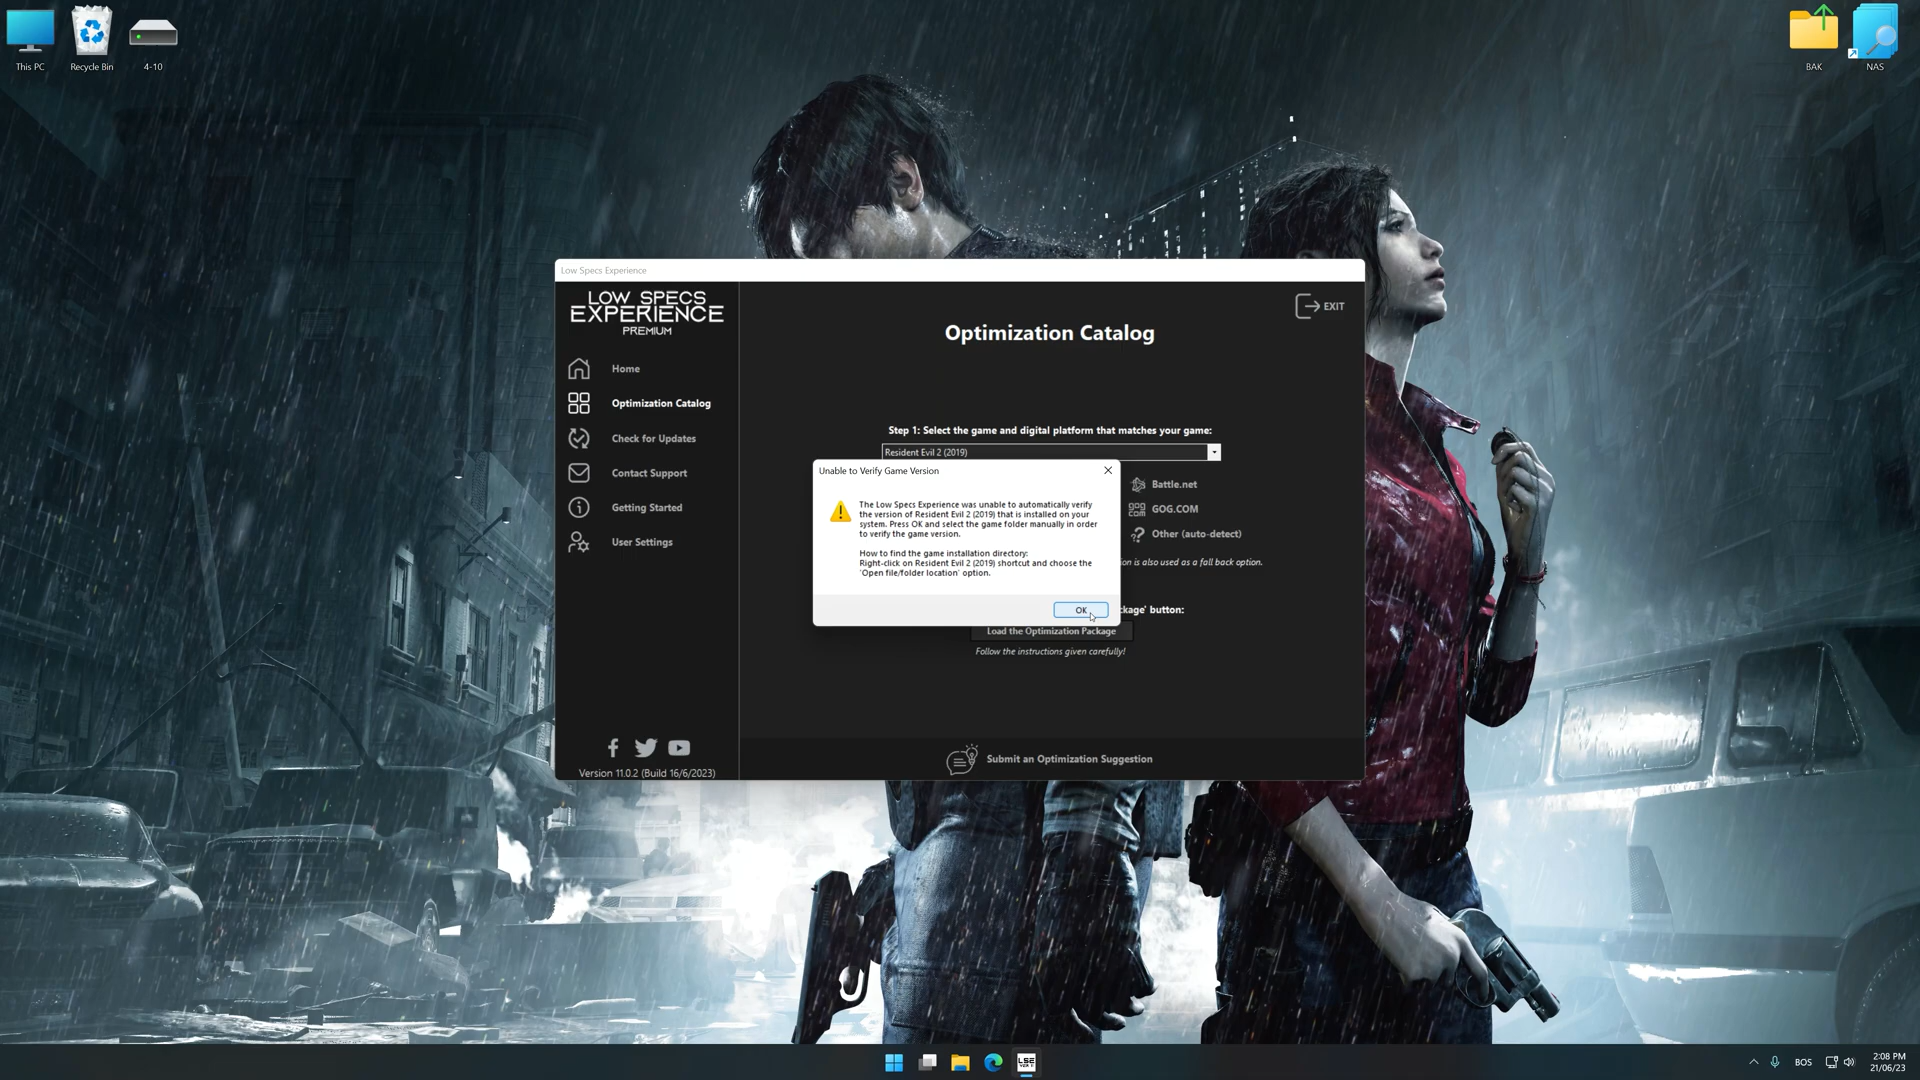 This PC
Recycle Bin
4-10
BAK
NAS
Low Specs Experience
LOW SPECS
EXPERIENCE
PREMIUM
EXIT
Optimization Catalog
Home
Optimization Catalog
Check for Updates
Contact Support
Getting Started
User Settings
Step 1: Select the game and digital platform that matches your game:
Resident Evil 2 (2019)
Unable to Verify Game Version
The Low Specs Experience was unable to automatically verify
the version of Resident Evil 2 (2019) that is installed on your
system. Press OK and select the game folder manually in order
to verify the game version.
How to find the game installation directory:
Right-click on Resident Evil 2 (2019) shortcut and choose the
'Open file/folder location' option.
OK
Battle.net
GOG.COM
Other (auto-detect)
ion is also used as a fall back option.
ckage' button:
Load the Optimization Package
Follow the instructions given carefully!
Submit an Optimization Suggestion
Version 11.0.2 (Build 16/6/2023)
LSE
VER 11
BOS
2:08 PM
21/06/23